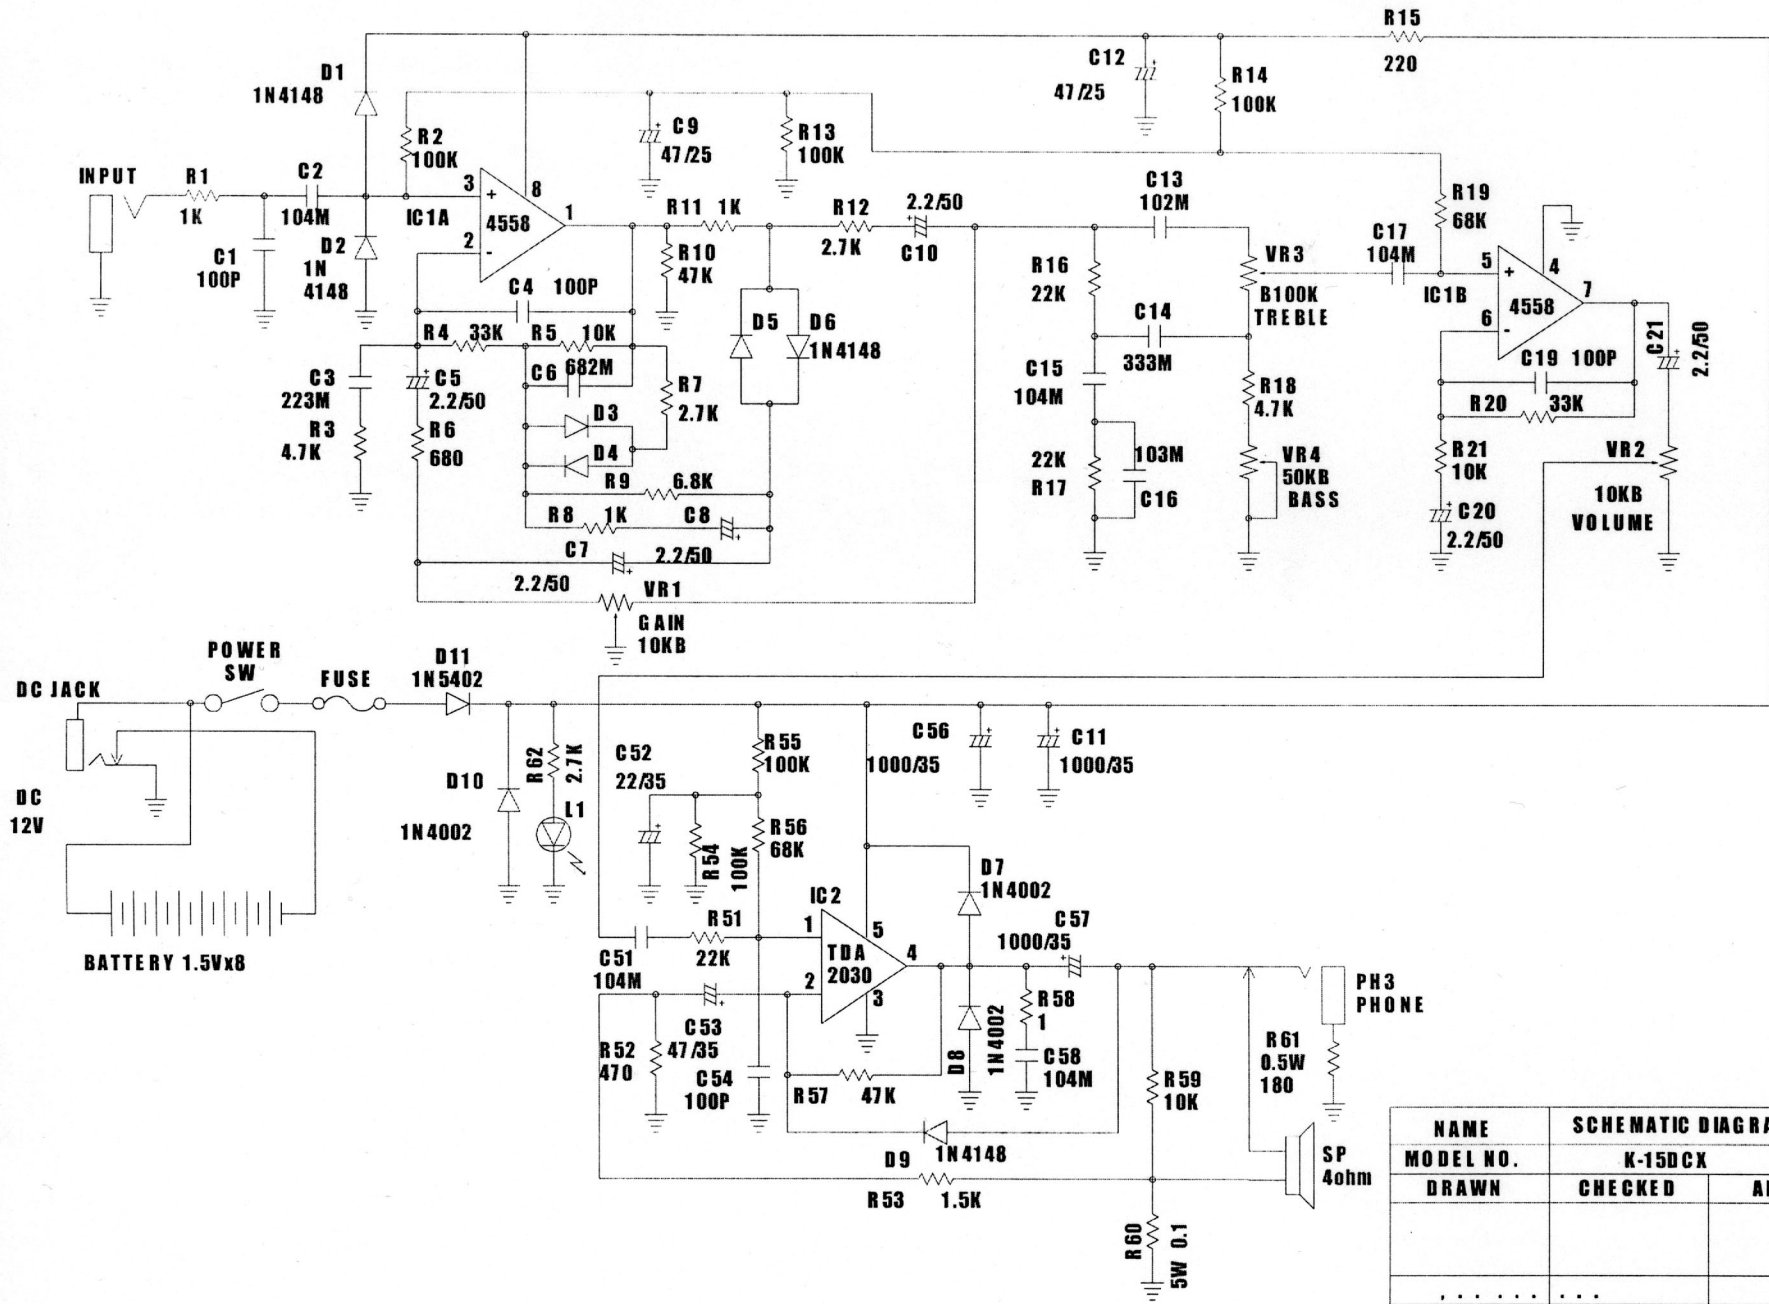 R15
220
C12
47/25
R14
100K
D1
1N4148
R2
100K
C9
47/25
R13
100K
INPUT
R1
1K
C2
104M
C1
100P
D2
1N
4148
IC1A
3
+
8
4558
2
-
1
R11 1K
R10
47K
R12
2.7K
2.2/50
C10
C13
102M
R16
22K
VR3
B100K
TREBLE
C17
104M
R19
68K
IC1B
5
+
4
4558
6
-
7
C21
2.2/50
C4 100P
R4 33K
R5 10K
C6 682M
C3
223M
R3
4.7K
C5
2.2/50
R6
680
D3
D4
R7
2.7K
D5
D6
1N4148
R9 6.8K
R8 1K
C8
2.2/50
C7
2.2/50
VR1
GAIN
10KB
C14
333M
C15
104M
R18
4.7K
22K
R17
103M
C16
VR4
50KB
BASS
C19 100P
R20 33K
R21
10K
C20
2.2/50
VR2
10KB
VOLUME
DC JACK
POWER
SW
FUSE
D11
1N5402
DC
12V
BATTERY 1.5Vx8
D10
1N4002
R62
2.7K
L1
C52
22/35
R55
100K
R54
100K
R56
68K
C56
1000/35
C11
1000/35
IC2
1
5
TDA
2030
2
3
4
C51
104M
R51
22K
D7
1N4002
C57
1000/35
D8
1N4002
R58
1
C58
104M
R52
470
C53
47/35
C54
100P
R57 47K
D9
1N4148
R53 1.5K
R59
10K
R60
5W 0.1
PH3
PHONE
R61
0.5W
180
SP
4ohm
NAME SCHEMATIC DIAGRA
MODEL NO. K-15DCX
DRAWN CHECKED